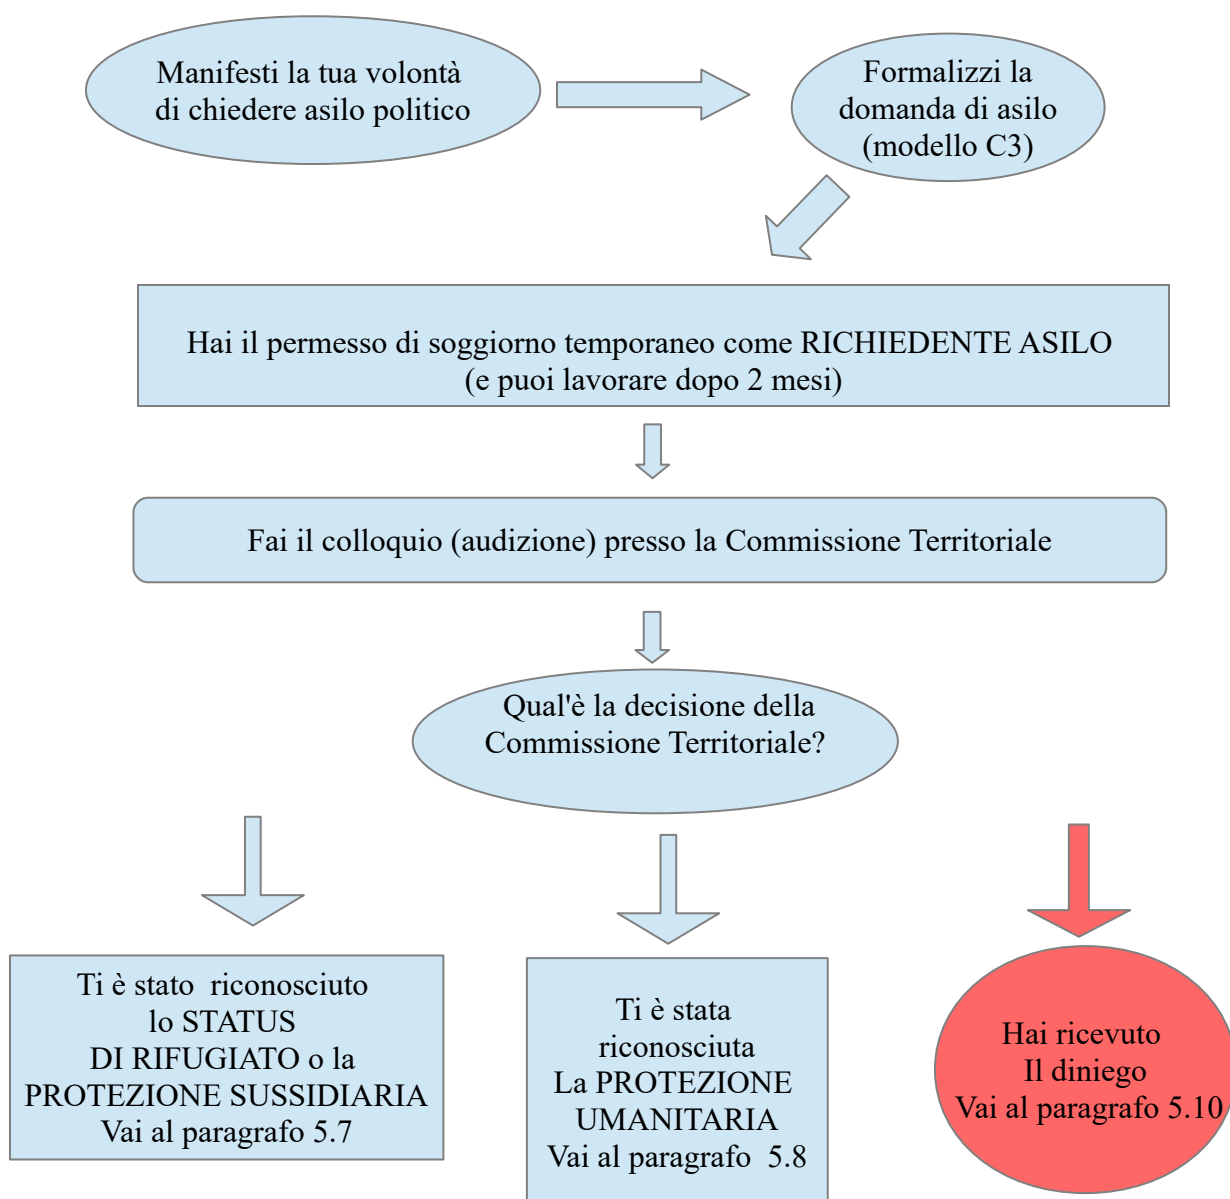 Manifesti la tua volontà
di chiedere asilo politico
Formalizzi la
domanda di asilo
(modello C3)
Hai il permesso di soggiorno temporaneo come RICHIEDENTE ASILO
(e puoi lavorare dopo 2 mesi)
Fai il colloquio (audizione) presso la Commissione Territoriale
Qual'è la decisione della
Commissione Territoriale?
Ti è stato riconosciuto
lo STATUS
DI RIFUGIATO o la
PROTEZIONE SUSSIDIARIA
Vai al paragrafo 5.7
Ti è stata
riconosciuta
La PROTEZIONE
UMANITARIA
Vai al paragrafo 5.8
Hai ricevuto
Il diniego
Vai al paragrafo 5.10